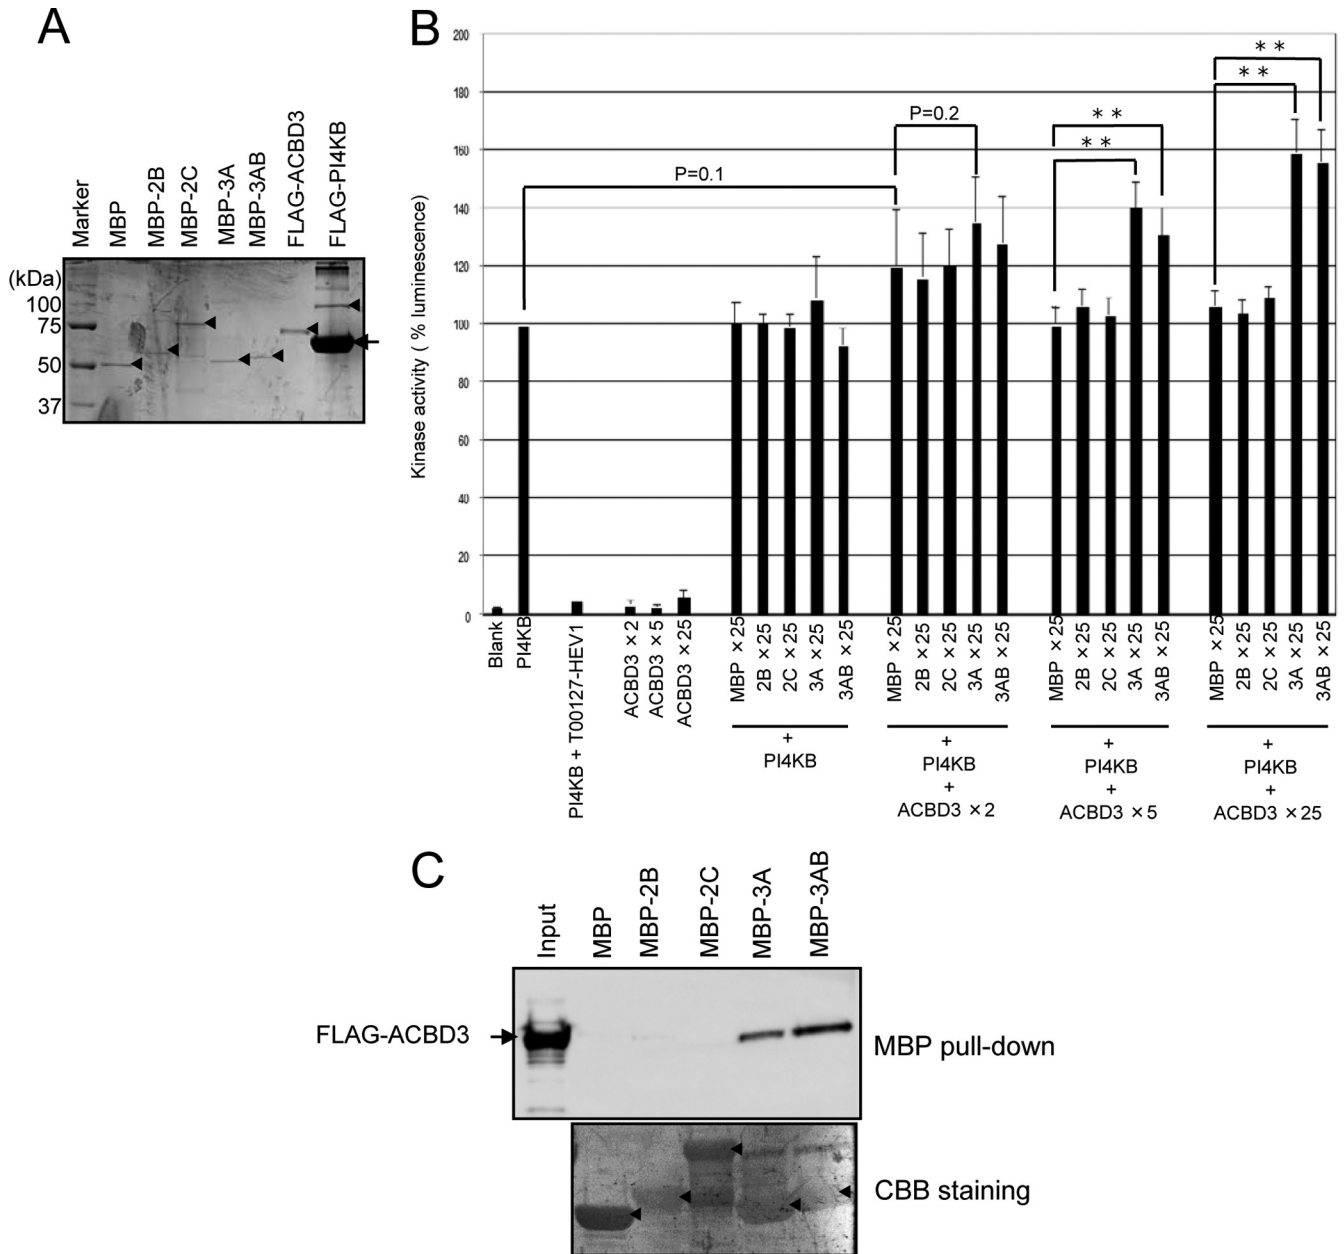 A
Marker
MBP
MBP-2B
MBP-2C
MBP-3A
MBP-3AB
FLAG-ACBD3
FLAG-PI4KB
(kDa)
100
75
50
37
B
Kinase activity ( % luminescence)
200
180
160
140
120
100
80
60
40
20
0
P=0.1
P=0.2
* *
* *
* *
* *
Blank
PI4KB
PI4KB + T00127-HEV1
ACBD3 ×2
ACBD3 ×5
ACBD3 ×25
MBP ×25
2B ×25
2C ×25
3A ×25
3AB ×25
+
PI4KB
MBP ×25
2B ×25
2C ×25
3A ×25
3AB ×25
+
PI4KB
+
ACBD3 ×2
MBP ×25
2B ×25
2C ×25
3A ×25
3AB ×25
+
PI4KB
+
ACBD3 ×5
MBP ×25
2B ×25
2C ×25
3A ×25
3AB ×25
+
PI4KB
+
ACBD3 ×25
C
Input
MBP
MBP-2B
MBP-2C
MBP-3A
MBP-3AB
FLAG-ACBD3
MBP pull-down
CBB staining